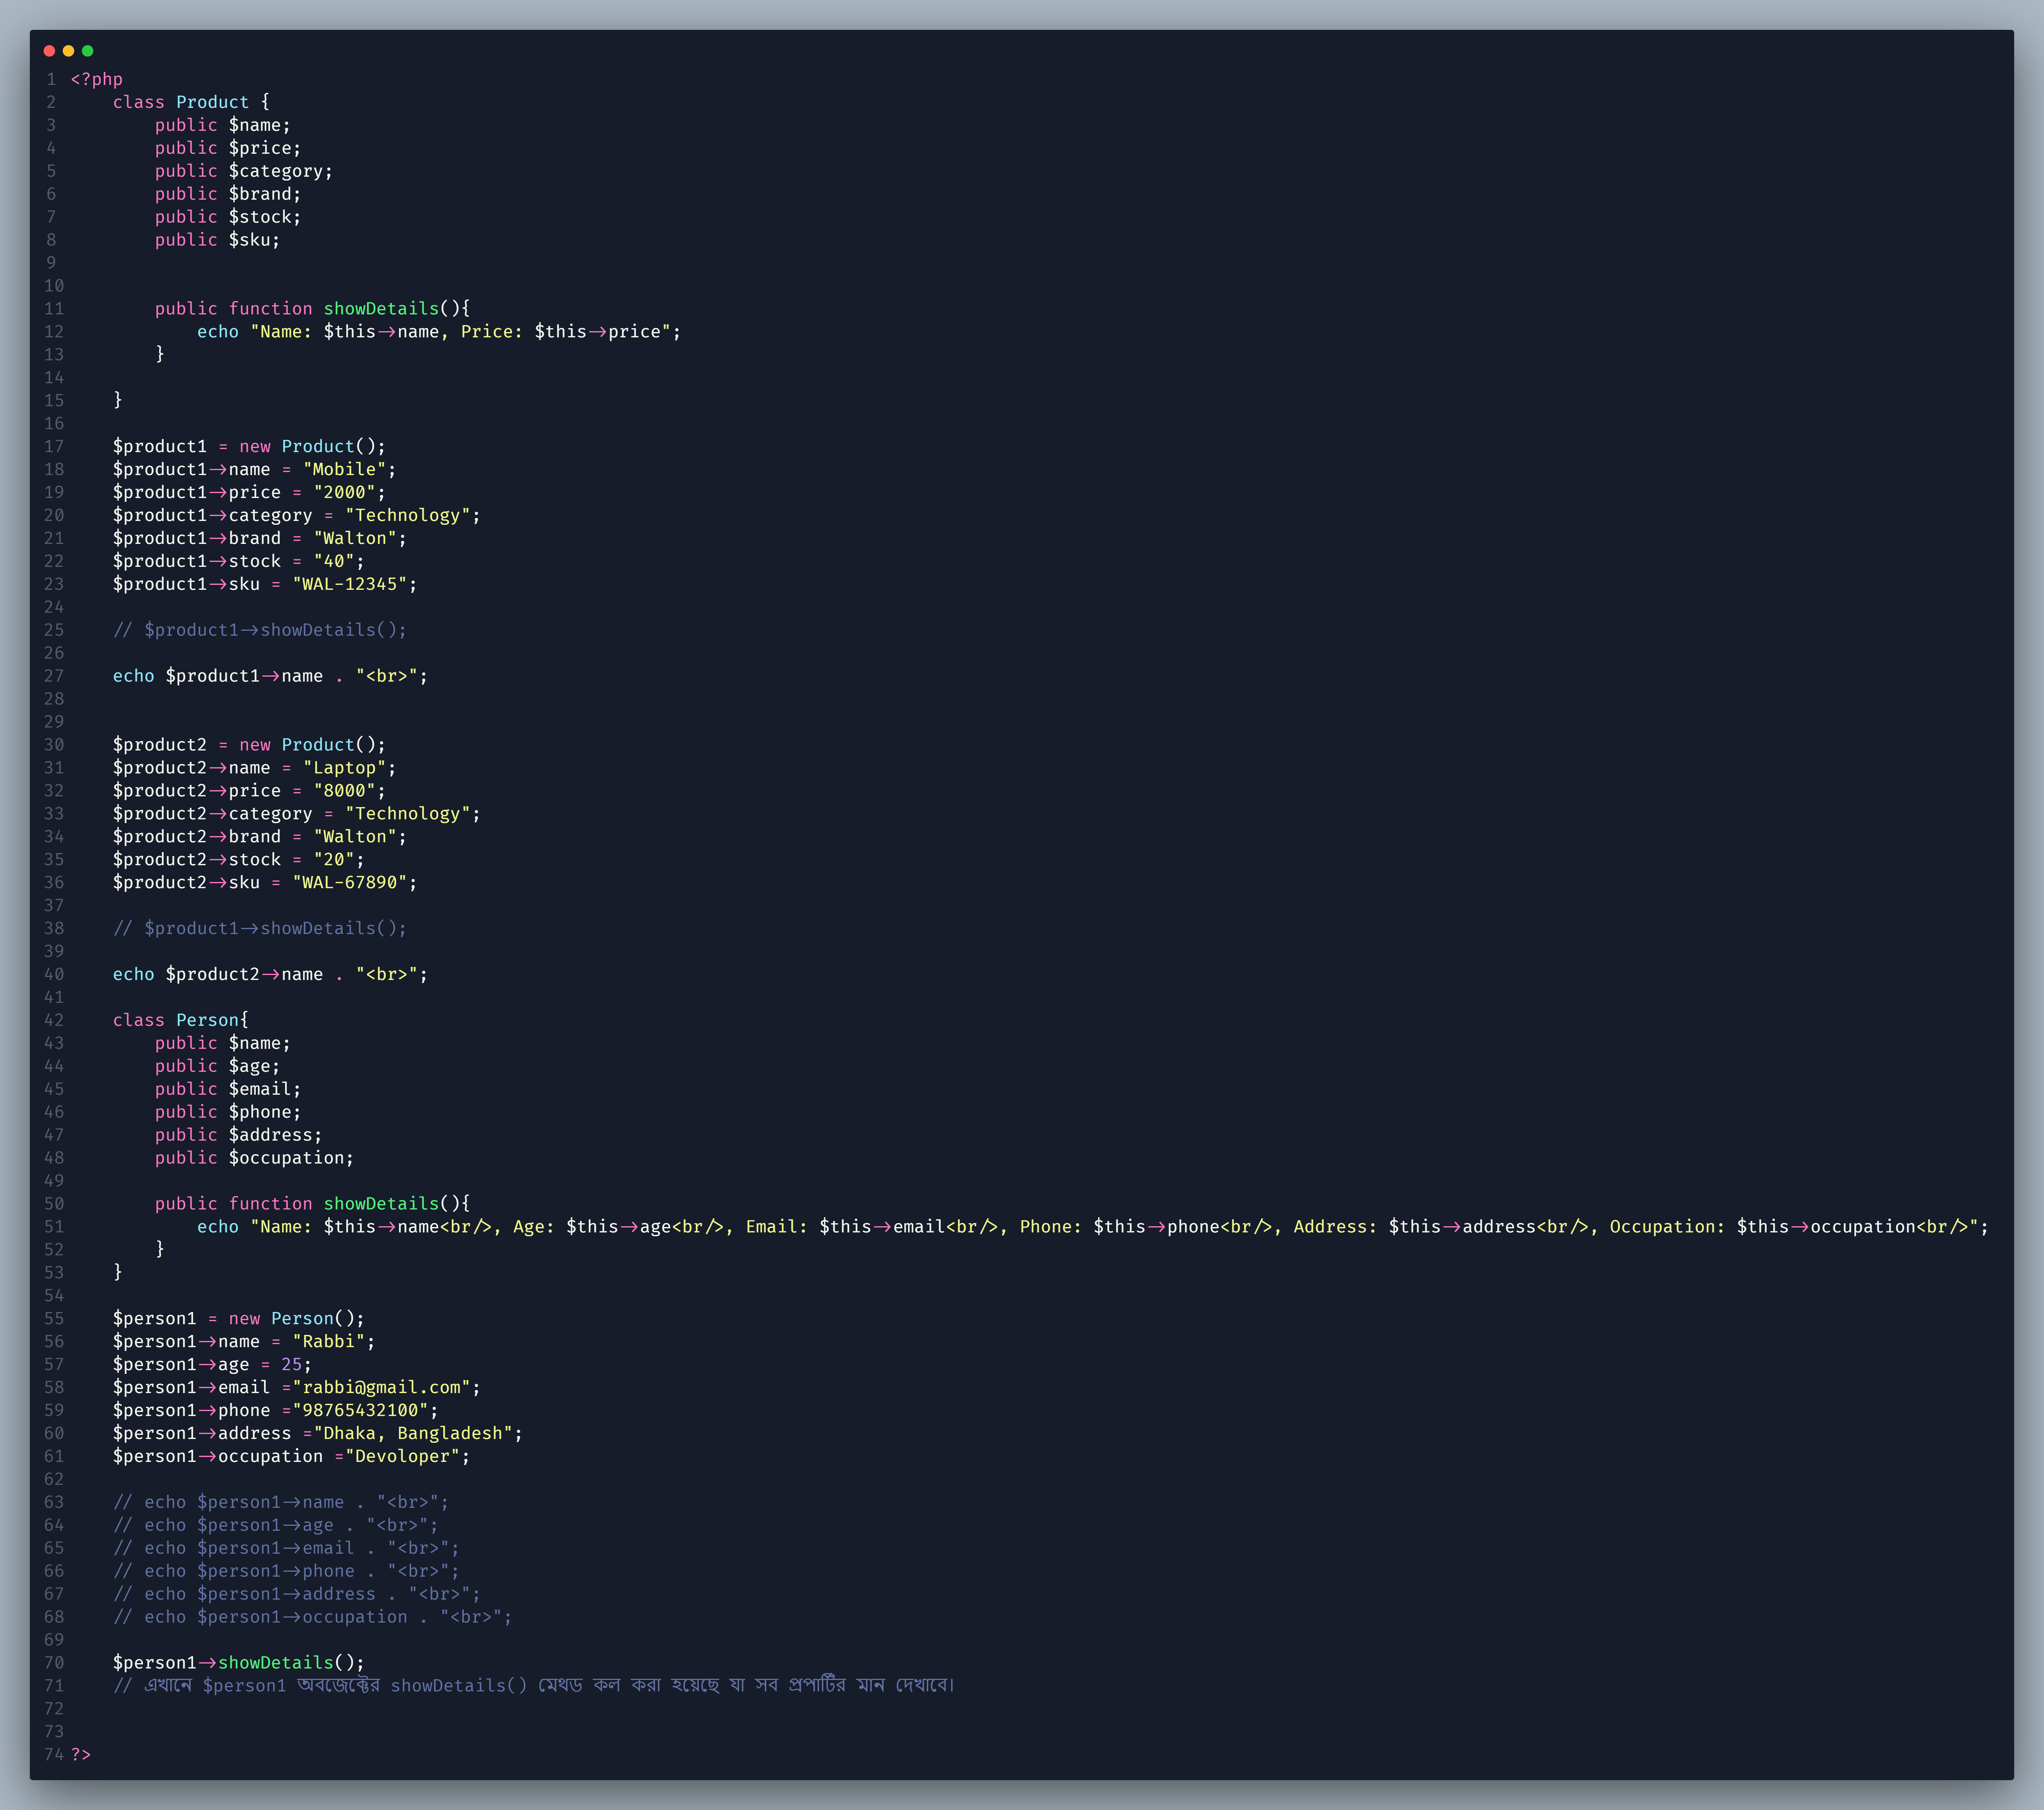 1 <?php
2     class Product {
3         public $name;
4         public $price;
5         public $category;
6         public $brand;
7         public $stock;
8         public $sku;
9
10
11         public function showDetails(){
12             echo "Name: $this->name, Price: $this->price";
13         }
14
15     }
16
17     $product1 = new Product();
18     $product1->name = "Mobile";
19     $product1->price = "2000";
20     $product1->category = "Technology";
21     $product1->brand = "Walton";
22     $product1->stock = "40";
23     $product1->sku = "WAL-12345";
24
25     // $product1->showDetails();
26
27     echo $product1->name . "<br>";
28
29
30     $product2 = new Product();
31     $product2->name = "Laptop";
32     $product2->price = "8000";
33     $product2->category = "Technology";
34     $product2->brand = "Walton";
35     $product2->stock = "20";
36     $product2->sku = "WAL-67890";
37
38     // $product1->showDetails();
39
40     echo $product2->name . "<br>";
41
42     class Person{
43         public $name;
44         public $age;
45         public $email;
46         public $phone;
47         public $address;
48         public $occupation;
49
50         public function showDetails(){
51             echo "Name: $this->name<br/>, Age: $this->age<br/>, Email: $this->email<br/>, Phone: $this->phone<br/>, Address: $this->address<br/>, Occupation: $this->occupation<br/>";
52         }
53     }
54
55     $person1 = new Person();
56     $person1->name = "Rabbi";
57     $person1->age = 25;
58     $person1->email ="rabbi@gmail.com";
59     $person1->phone ="98765432100";
60     $person1->address ="Dhaka, Bangladesh";
61     $person1->occupation ="Devoloper";
62
63     // echo $person1->name . "<br>";
64     // echo $person1->age . "<br>";
65     // echo $person1->email . "<br>";
66     // echo $person1->phone . "<br>";
67     // echo $person1->address . "<br>";
68     // echo $person1->occupation . "<br>";
69
70     $person1->showDetails();
71     // এখানে $person1 অবজেক্টের showDetails() মেথড কল করা হয়েছে যা সব প্রপার্টির মান দেখাবে।
72
73
74 ?>